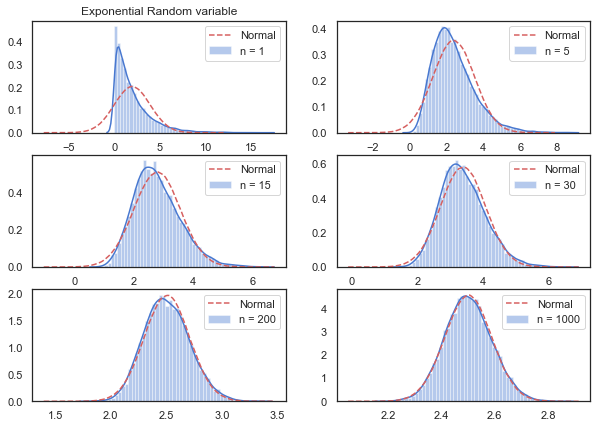 Exponential Random variable
Normal
n = 1
0.4
0.3
0.2
0.1
0.0
−5 0 5 10 15
Normal
n = 5
0.4
0.3
0.2
0.1
0.0
−2 0 2 4 6 8
Normal
n = 15
0.4
0.2
0.0
0 2 4 6
Normal
n = 30
0.6
0.4
0.2
0.0
0 2 4 6
Normal
n = 200
2.0
1.5
1.0
0.5
0.0
1.5 2.0 2.5 3.0 3.5
Normal
n = 1000
4
3
2
1
0
2.2 2.4 2.6 2.8